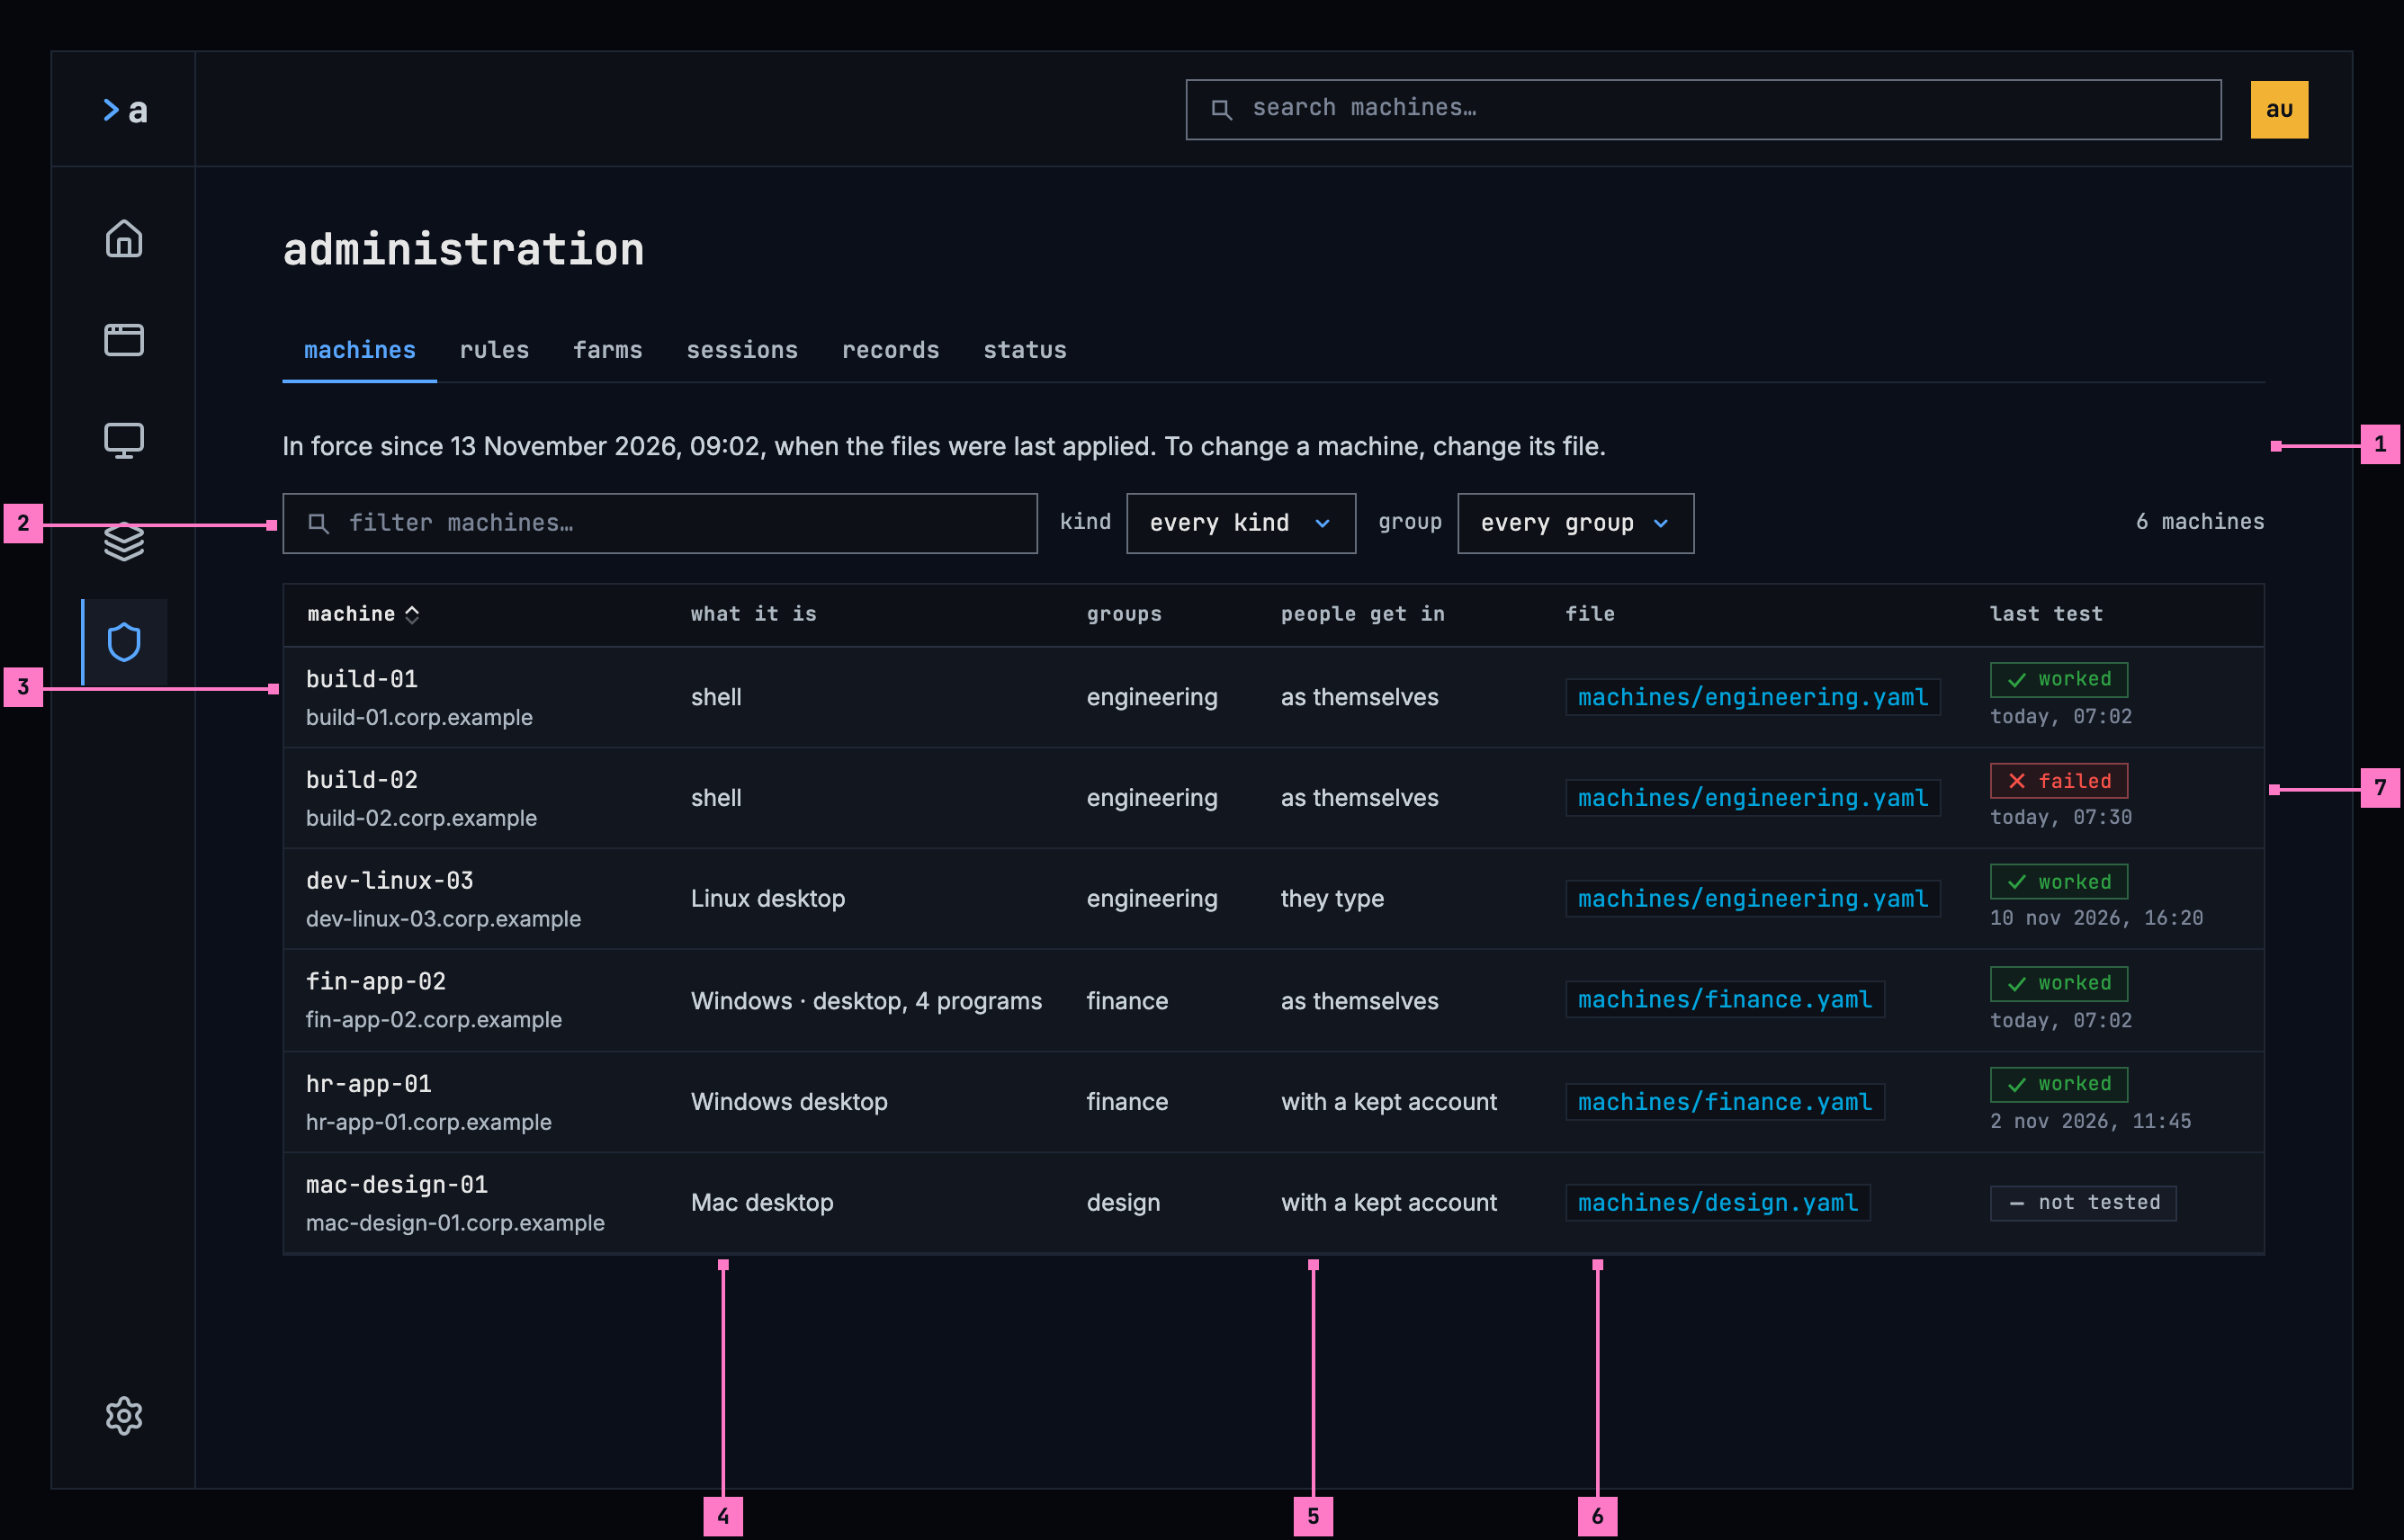 > a
search machines…
au
administration
machines rules farms sessions records status
In force since 13 November 2026, 09:02, when the files were last applied. To change a machine, change its file.
1
2
filter machines…
kind
every kind
group
every group
6 machines
machine what it is groups people get in file last test
3
build-01
build-01.corp.example
shell
engineering
as themselves
machines/engineering.yaml
worked
today, 07:02
build-02
build-02.corp.example
shell
engineering
as themselves
machines/engineering.yaml
failed
today, 07:30
7
dev-linux-03
dev-linux-03.corp.example
Linux desktop
engineering
they type
machines/engineering.yaml
worked
10 nov 2026, 16:20
fin-app-02
fin-app-02.corp.example
Windows · desktop, 4 programs
finance
as themselves
machines/finance.yaml
worked
today, 07:02
hr-app-01
hr-app-01.corp.example
Windows desktop
finance
with a kept account
machines/finance.yaml
worked
2 nov 2026, 11:45
mac-design-01
mac-design-01.corp.example
Mac desktop
design
with a kept account
machines/design.yaml
— not tested
4
5
6